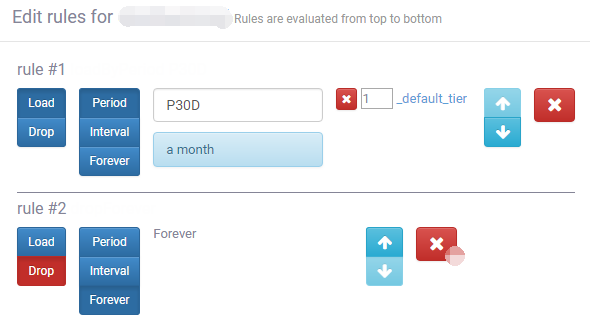 Edit rules for Rules are evaluated from top to bottom
rule #1
Load Period P30D 1 _default_tier
Drop Interval
a month
Forever
rule #2
Load Period Forever
Drop Interval
Forever